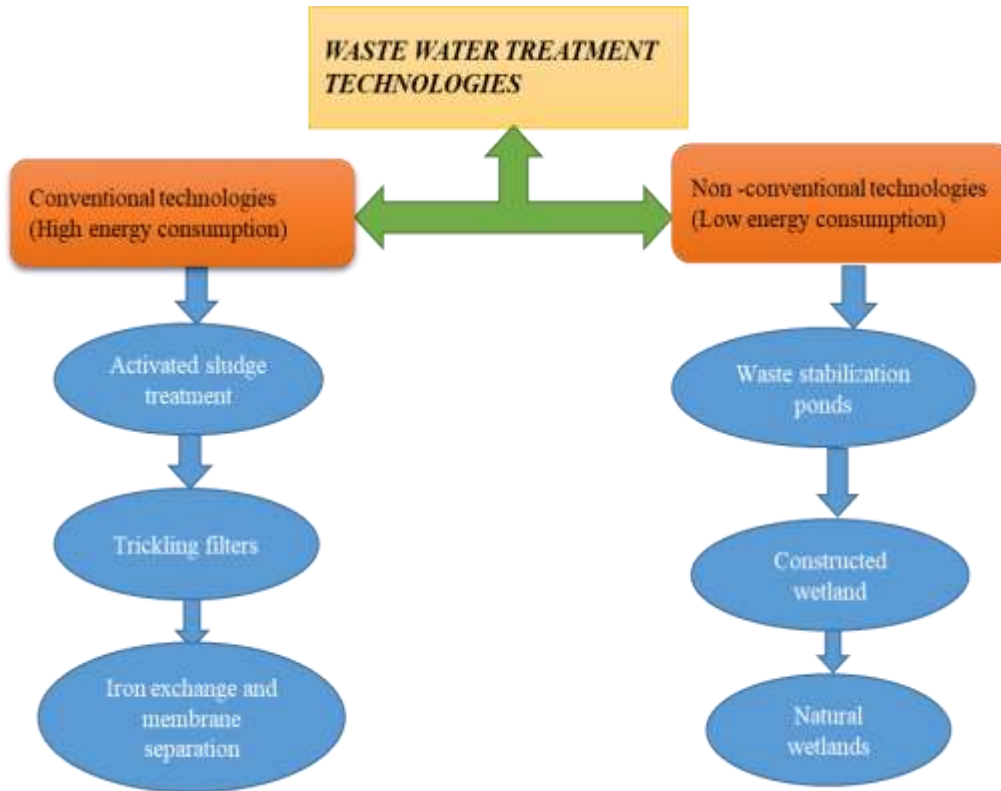 WASTE WATER TREATMENT
TECHNOLOGIES
Conventional technologies
(High energy consumption)
Non -conventional technologies
(Low energy consumption)
Activated sludge
treatment
Waste stabilization
ponds
Trickling filters
Constructed
wetland
Iron exchange and
membrane
separation
Natural
wetlands